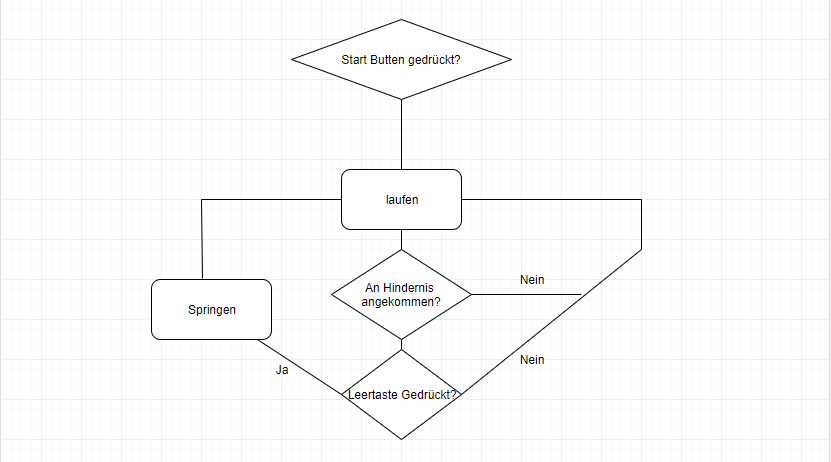 Start Butten gedrückt?
laufen
An Hindernis
angekommen?
Nein
Springen
Nein
Ja
Leertaste Gedrückt?